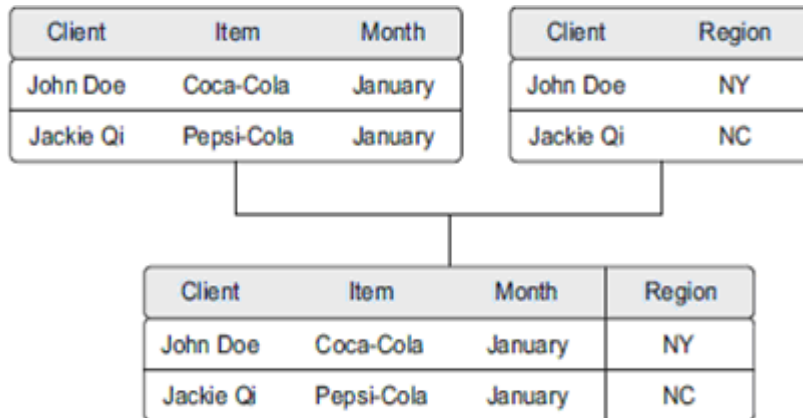 Client Item Month
John Doe Coca-Cola January
Jackie Qi Pepsi-Cola January
Client Region
John Doe NY
Jackie Qi NC
Client Item Month Region
John Doe Coca-Cola January NY
Jackie Qi Pepsi-Cola January NC